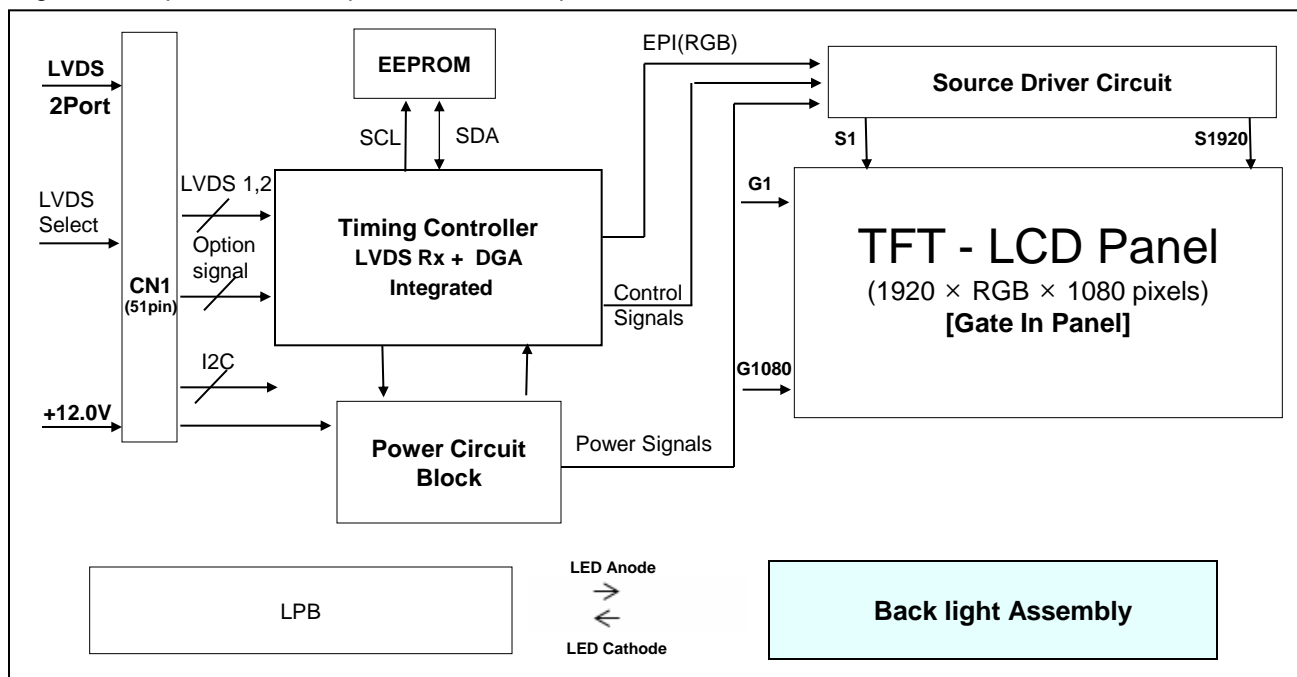 LVDS
2Port
LVDS
Select
+12.0V
CN1
(51pin)
LVDS 1,2
Option
signal
I2C
EEPROM
SCL
SDA
Timing Controller
LVDS Rx + DGA
Integrated
Power Circuit
Block
EPI(RGB)
Control
Signals
Power Signals
Source Driver Circuit
S1
S1920
G1
G1080
TFT - LCD Panel
(1920 × RGB × 1080 pixels)
[Gate In Panel]
LPB
LED Anode
LED Cathode
Back light Assembly